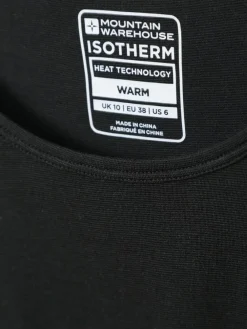 MOUNTAIN
WAREHOUSE
ISOTHERM
HEAT TECHNOLOGY
WARM
UK 10 | EU 38 | US 6
MADE IN CHINA
FABRIQUÉ EN CHINE